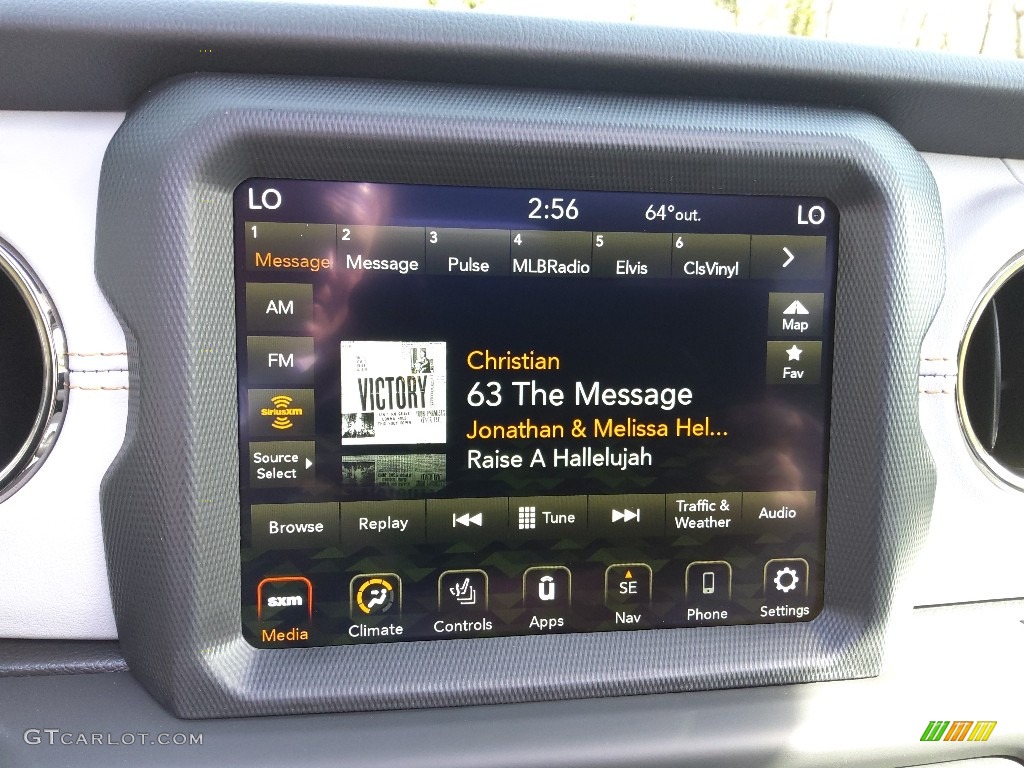 LO 2:56 64°out. LO
1 2 3 4 5 6
Message Message Pulse MLBRadio Elvis ClsVinyl
AM
Map
FM
Fav
SiriusXM
Source
Select
VICTORY
Christian
63 The Message
Jonathan & Melissa Hel...
Raise A Hallelujah
Browse Replay Tune Traffic &
Weather Audio
sxm û SE
Media Climate Controls Apps Nav Phone Settings
GTCARLOT.COM